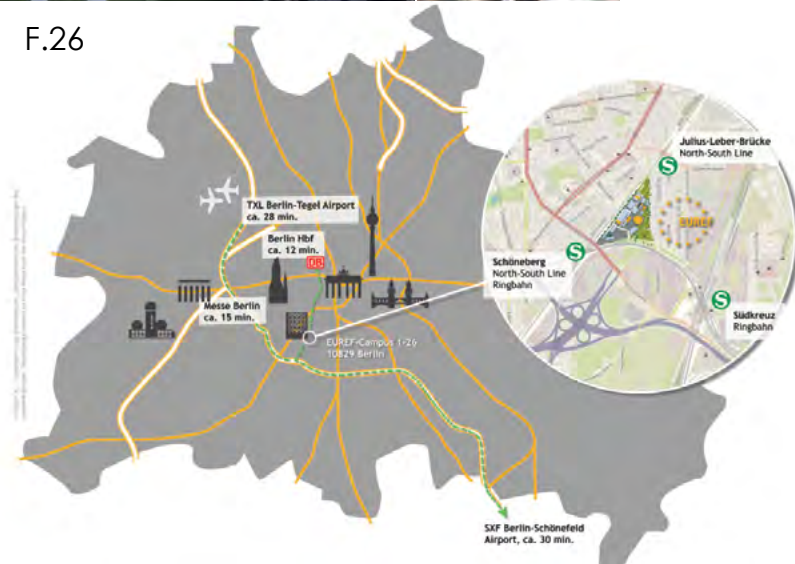 F.26
TXL Berlin-Tegel Airport
ca. 28 min.
Berlin Hbf
ca. 12 min.
DB
Messe Berlin
ca. 15 min.
EUREF-Campus 1-26
10829 Berlin
SXF Berlin-Schönefeld
Airport, ca. 30 min.
Julius-Leber-Brücke
North-South Line
S
EUREF
S
Schöneberg
North-South Line
Ringbahn
S
Südkreuz
Ringbahn